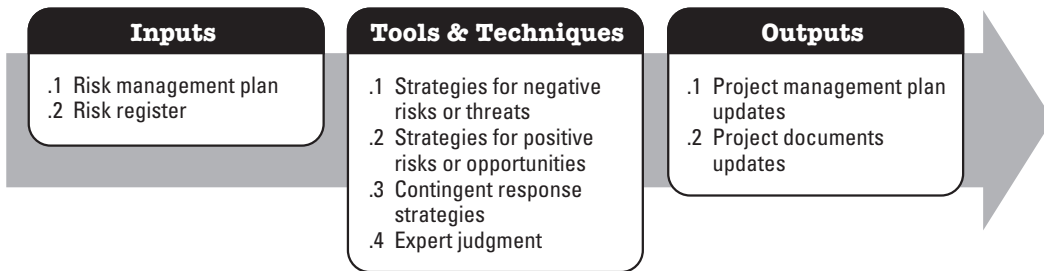 Inputs
.1 Risk management plan
.2 Risk register
Tools & Techniques
.1 Strategies for negative
risks or threats
.2 Strategies for positive
risks or opportunities
.3 Contingent response
strategies
.4 Expert judgment
Outputs
.1 Project management plan
updates
.2 Project documents
updates